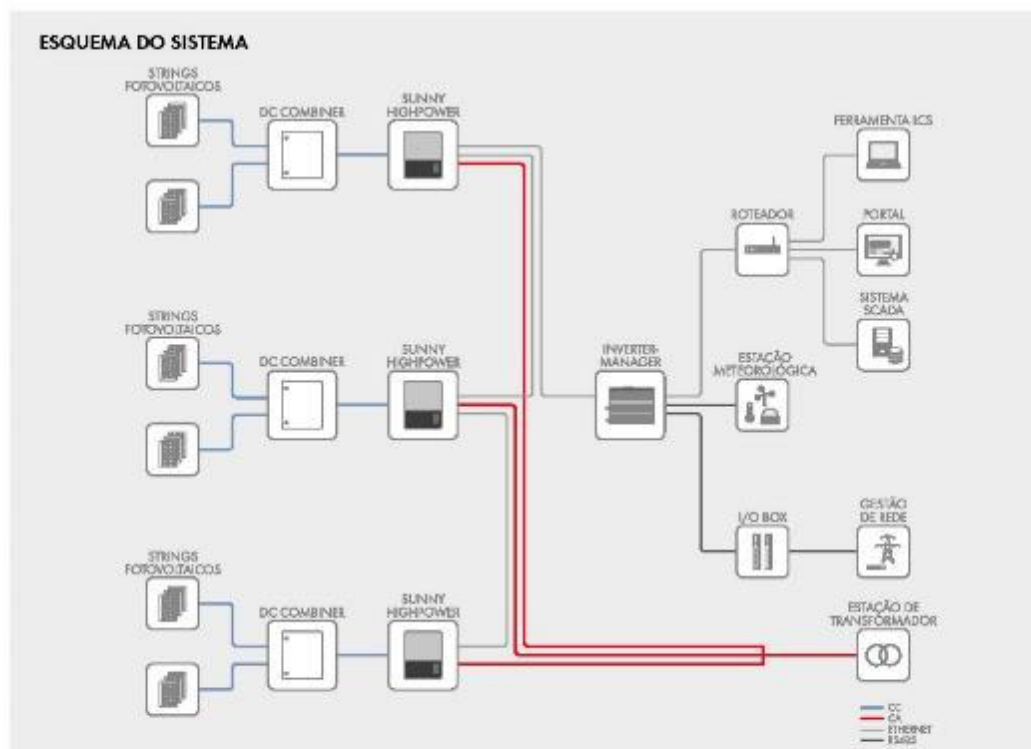 ESQUEMA DO SISTEMA
STRINGS
FOTOVOLTAICOS
DC COMBINER
SUNNY
HIGHPOWER
FERRAMENTA LCS
ROTEADOR
PORTAL
SISTEMA
SCADA
STRINGS
FOTOVOLTAICOS
DC COMBINER
SUNNY
HIGHPOWER
INVERTER-
MANAGER
ESTAÇÃO
METEOROLÓGICA
I/O BOX
GESTÃO
DE REDE
STRINGS
FOTOVOLTAICOS
DC COMBINER
SUNNY
HIGHPOWER
ESTAÇÃO DE
TRANSFORMADOR
CC
CA
ETHERNET
RS485